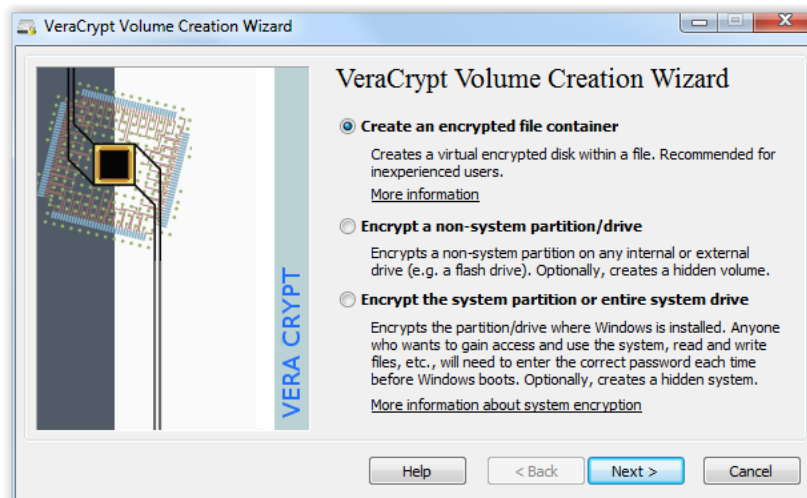 VeraCrypt Volume Creation Wizard
VeraCrypt Volume Creation Wizard
Create an encrypted file container
Creates a virtual encrypted disk within a file. Recommended for
inexperienced users.
More information
Encrypt a non-system partition/drive
Encrypts a non-system partition on any internal or external
drive (e.g. a flash drive). Optionally, creates a hidden volume.
Encrypt the system partition or entire system drive
Encrypts the partition/drive where Windows is installed. Anyone
who wants to gain access and use the system, read and write
files, etc., will need to enter the correct password each time
before Windows boots. Optionally, creates a hidden system.
More information about system encryption
VERA CRYPT
Help
< Back
Next >
Cancel